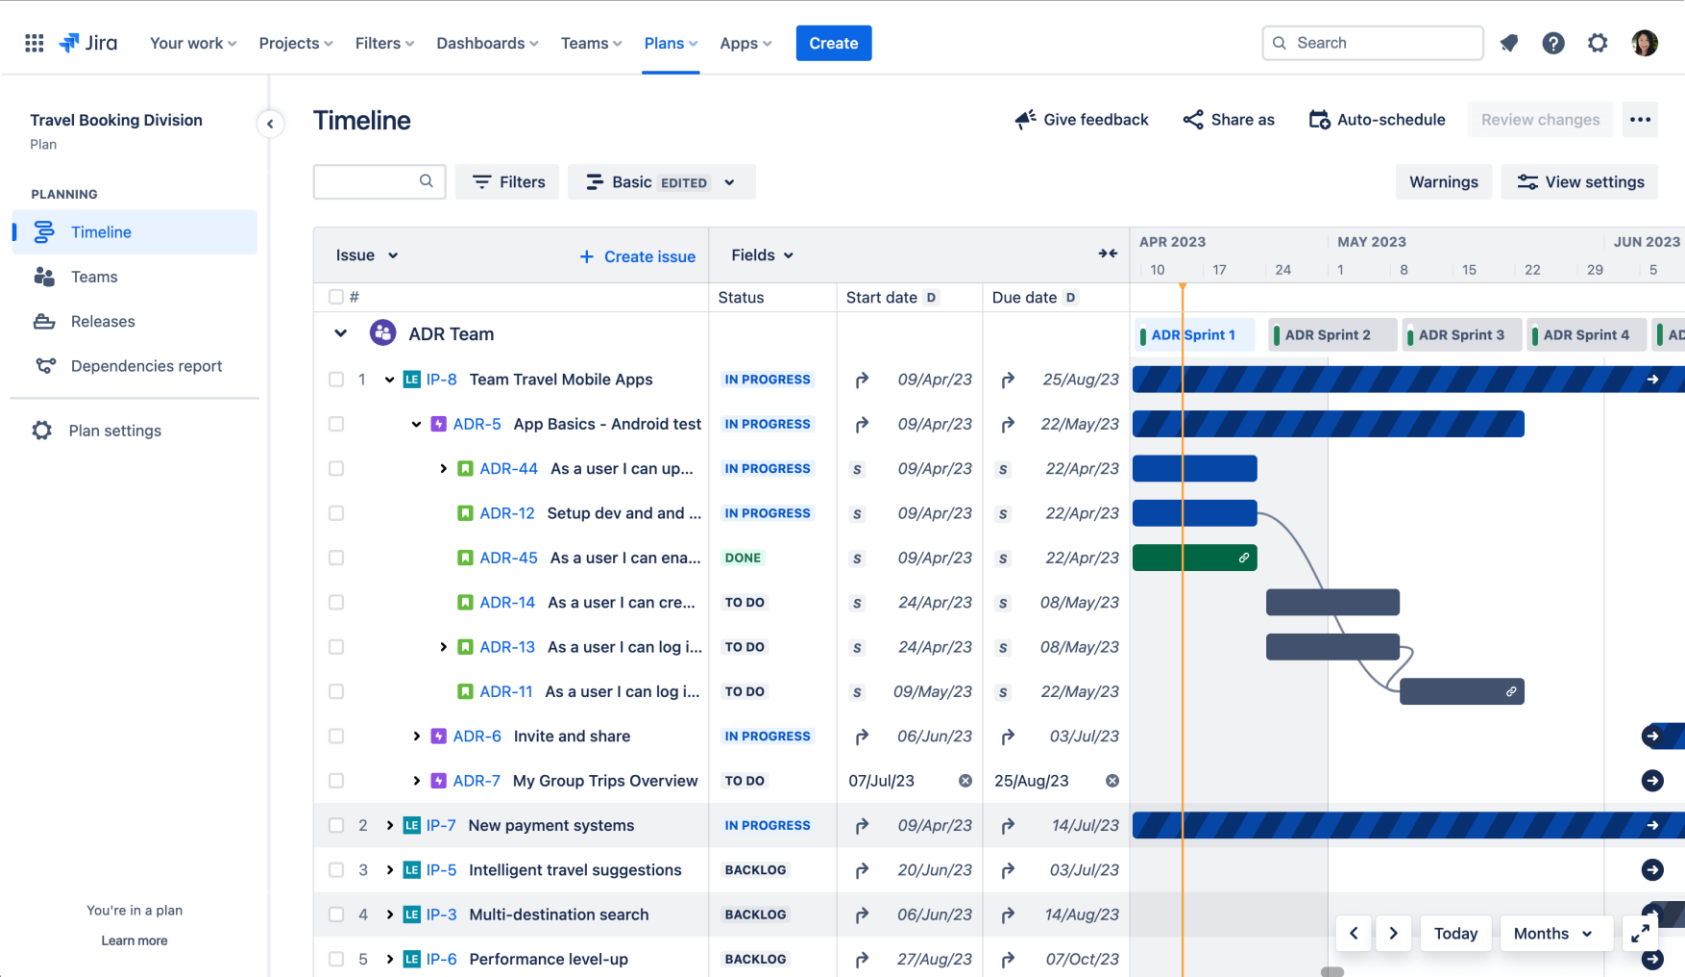 Jira Your work Projects Filters Dashboards Teams Plans Apps Create Search
Travel Booking Division
Plan
PLANNING
Timeline
Teams
Releases
Dependencies report
Plan settings
You're in a plan
Learn more
Timeline
Give feedback Share as Auto-schedule Review changes
Filters Basic EDITED Warnings View settings
Issue + Create issue Fields APR 2023 MAY 2023 JUN 2023
10 17 24 1 8 15 22 29 5
# Status Start date D Due date D
ADR Team ADR Sprint 1 ADR Sprint 2 ADR Sprint 3 ADR Sprint 4 AD
1 LE IP-8 Team Travel Mobile Apps IN PROGRESS 09/Apr/23 25/Aug/23
ADR-5 App Basics - Android test IN PROGRESS 09/Apr/23 22/May/23
ADR-44 As a user I can up... IN PROGRESS S 09/Apr/23 S 22/Apr/23
ADR-12 Setup dev and and ... IN PROGRESS S 09/Apr/23 S 22/Apr/23
ADR-45 As a user I can ena... DONE S 09/Apr/23 S 22/Apr/23
ADR-14 As a user I can cre... TO DO S 24/Apr/23 S 08/May/23
ADR-13 As a user I can log i... TO DO S 24/Apr/23 S 08/May/23
ADR-11 As a user I can log i... TO DO S 09/May/23 S 22/May/23
ADR-6 Invite and share IN PROGRESS 06/Jun/23 03/Jul/23
ADR-7 My Group Trips Overview TO DO 07/Jul/23 25/Aug/23
2 LE IP-7 New payment systems IN PROGRESS 09/Apr/23 14/Jul/23
3 LE IP-5 Intelligent travel suggestions BACKLOG 20/Jun/23 03/Jul/23
4 LE IP-3 Multi-destination search BACKLOG 06/Jun/23 14/Aug/23
5 LE IP-6 Performance level-up BACKLOG 27/Aug/23 07/Oct/23
Today Months